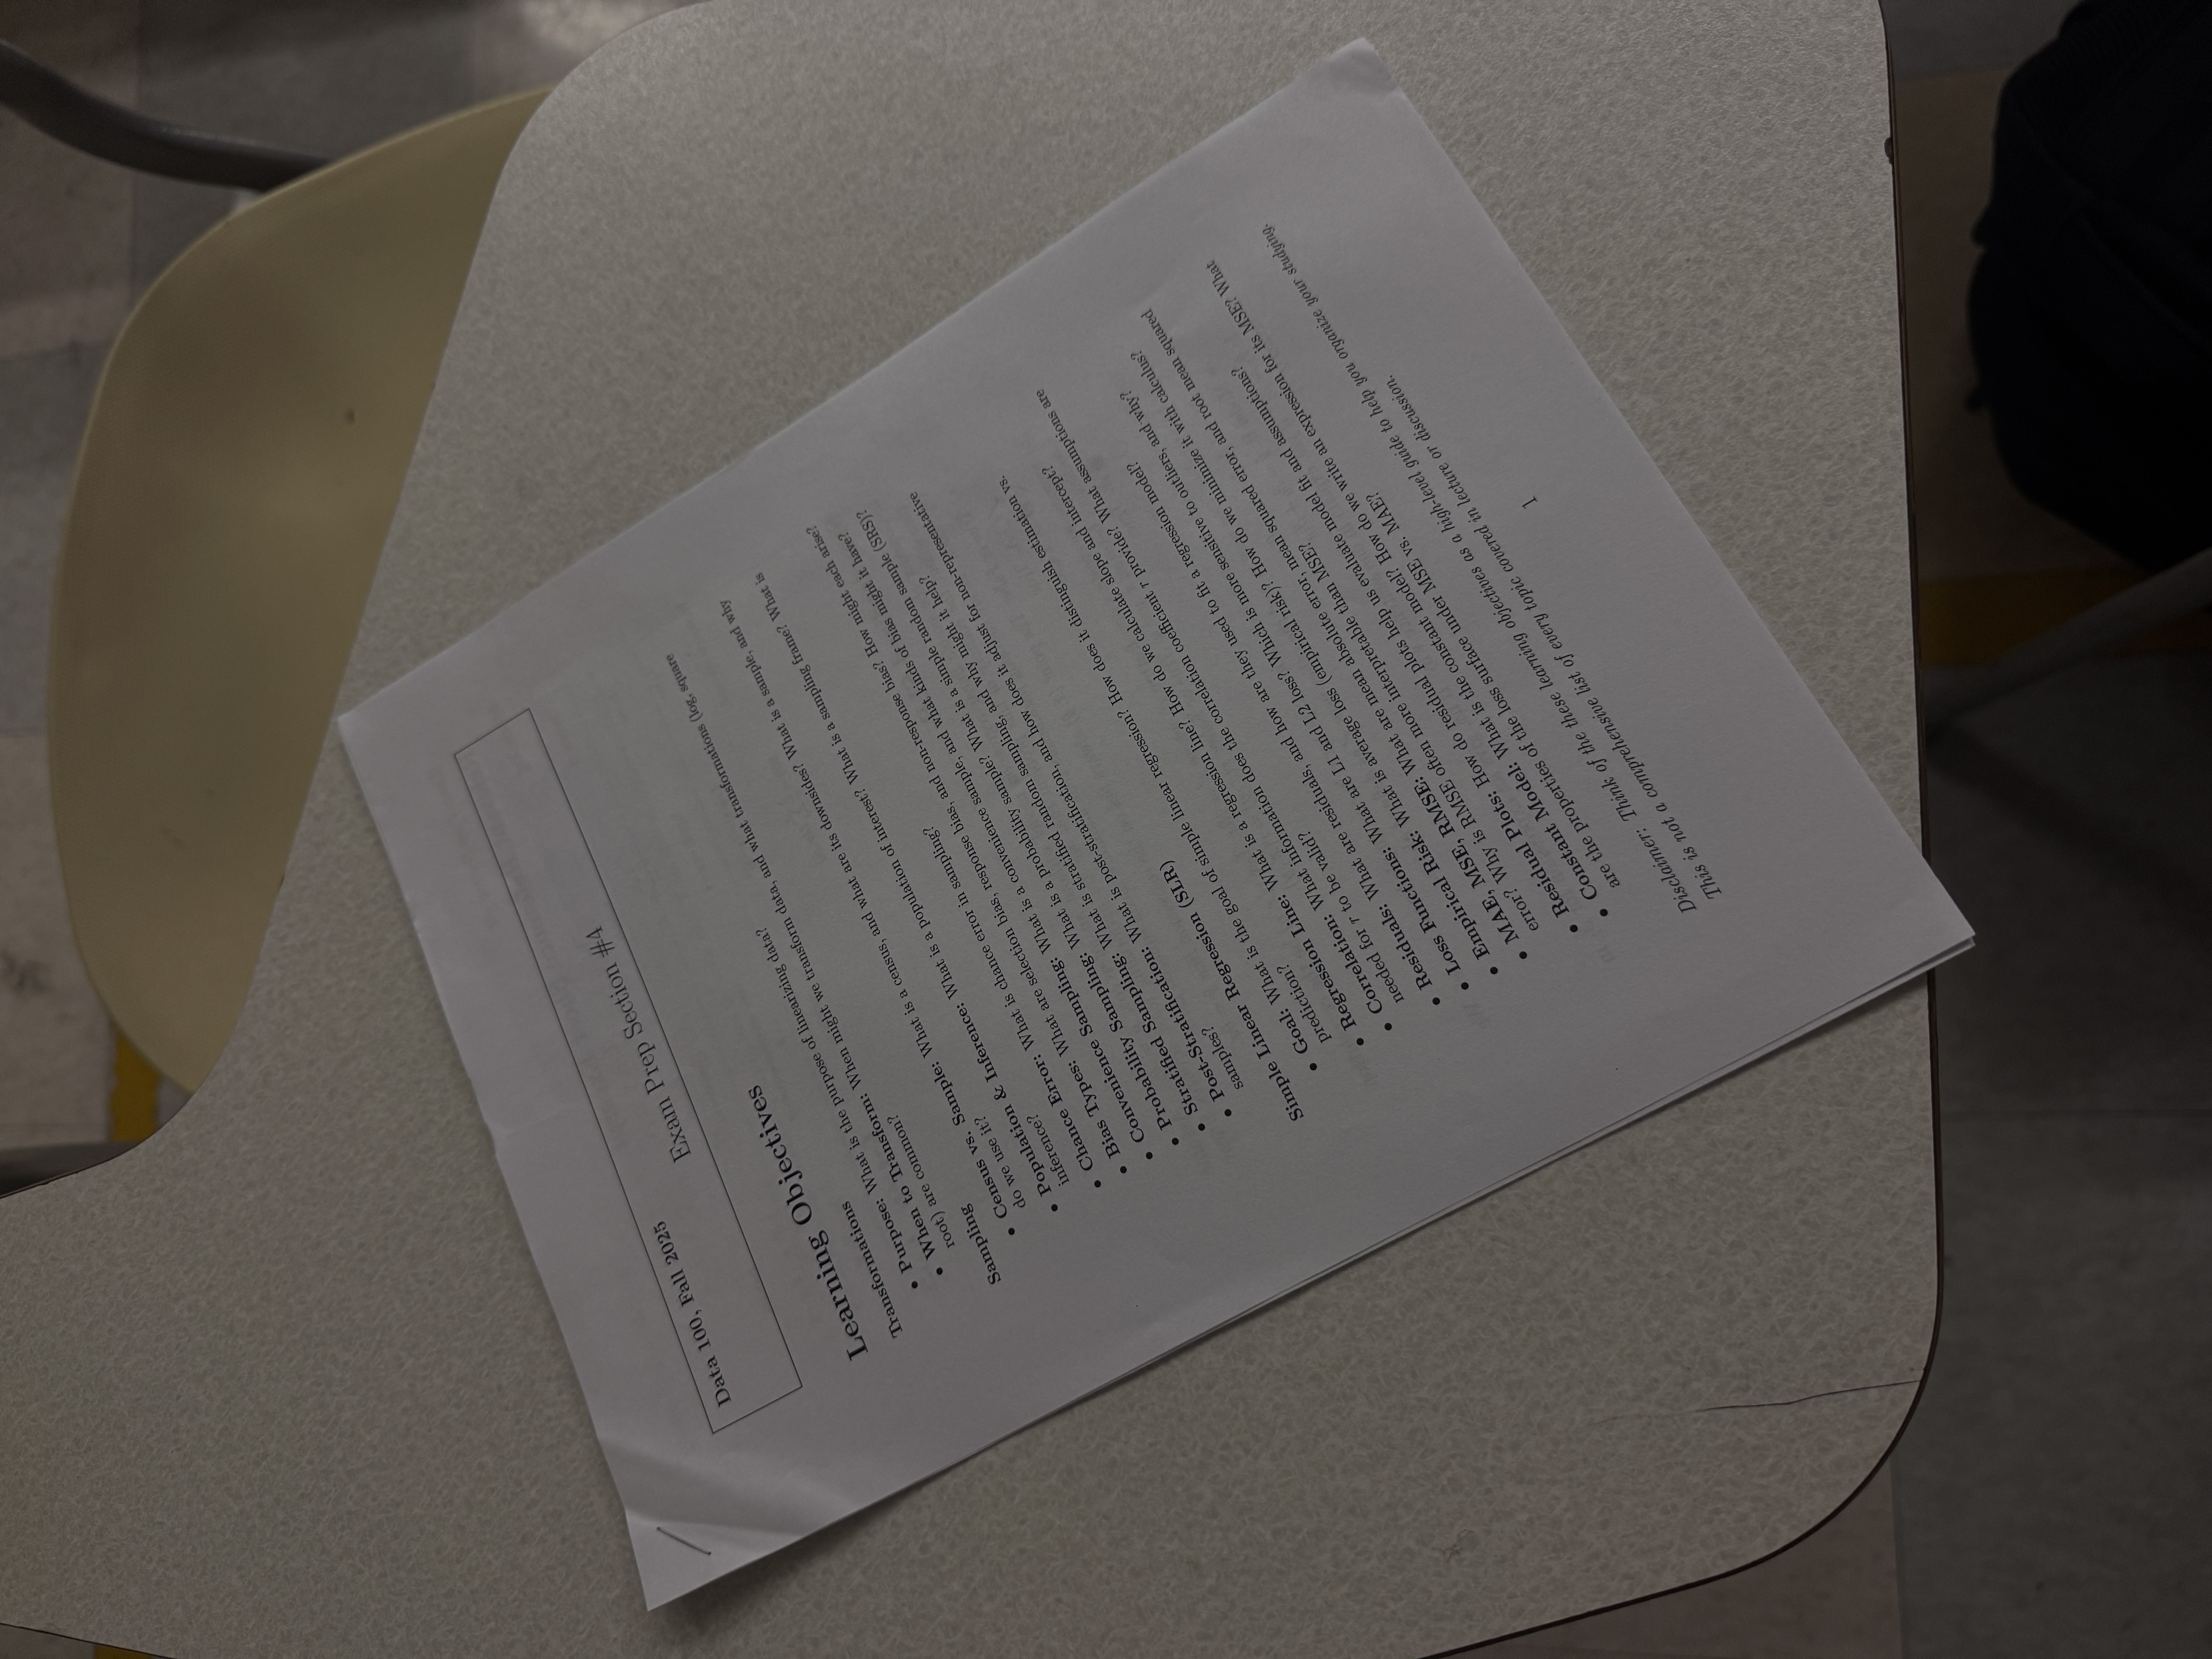 Data 100, Fall 2025
Exam Prep Section #4
Learning Objectives
Transformations
• Purpose: What is the purpose of linearizing data?
• When to Transform: When might we transform data, and what transformations (log, square
root) are common?
Sampling
• Census vs. Sample: What is a census, and what are its downsides? What is a sample, and why
do we use it?
• Population & Inference: What is a population of interest? What is a sampling frame? What is
inference?
• Chance Error: What is chance error in sampling?
• Bias Types: What are selection bias, response bias, and non-response bias? How might each arise?
• Convenience Sampling: What is a convenience sample, and what kinds of bias might it have?
• Probability Sampling: What is a probability sample? What is a simple random sample (SRS)?
• Stratified Sampling: What is stratified random sampling, and why might it help?
• Post-Stratification: What is post-stratification, and how does it adjust for non-representative
samples?
Simple Linear Regression (SLR)
• Goal: What is the goal of simple linear regression? How does it distinguish estimation vs.
prediction?
• Regression Line: What is a regression line? How do we calculate slope and intercept?
• Correlation: What information does the correlation coefficient r provide? What assumptions are
needed for r to be valid?
• Residuals: What are residuals, and how are they used to fit a regression model?
• Loss Functions: What are L1 and L2 loss? Which is more sensitive to outliers, and why?
• Empirical Risk: What is average loss (empirical risk)? How do we minimize it with calculus?
• MAE, MSE, RMSE: What are mean absolute error, mean squared error, and root mean squared
error? Why is RMSE often more interpretable than MSE?
• Residual Plots: How do residual plots help us evaluate model fit and assumptions?
• Constant Model: What is the constant model? How do we write an expression for its MSE? What
are the properties of the loss surface under MSE vs. MAE?
Disclaimer: Think of the these learning objectives as a high-level guide to help you organize your studying.
This is not a comprehensive list of every topic covered in lecture or discussion.
1